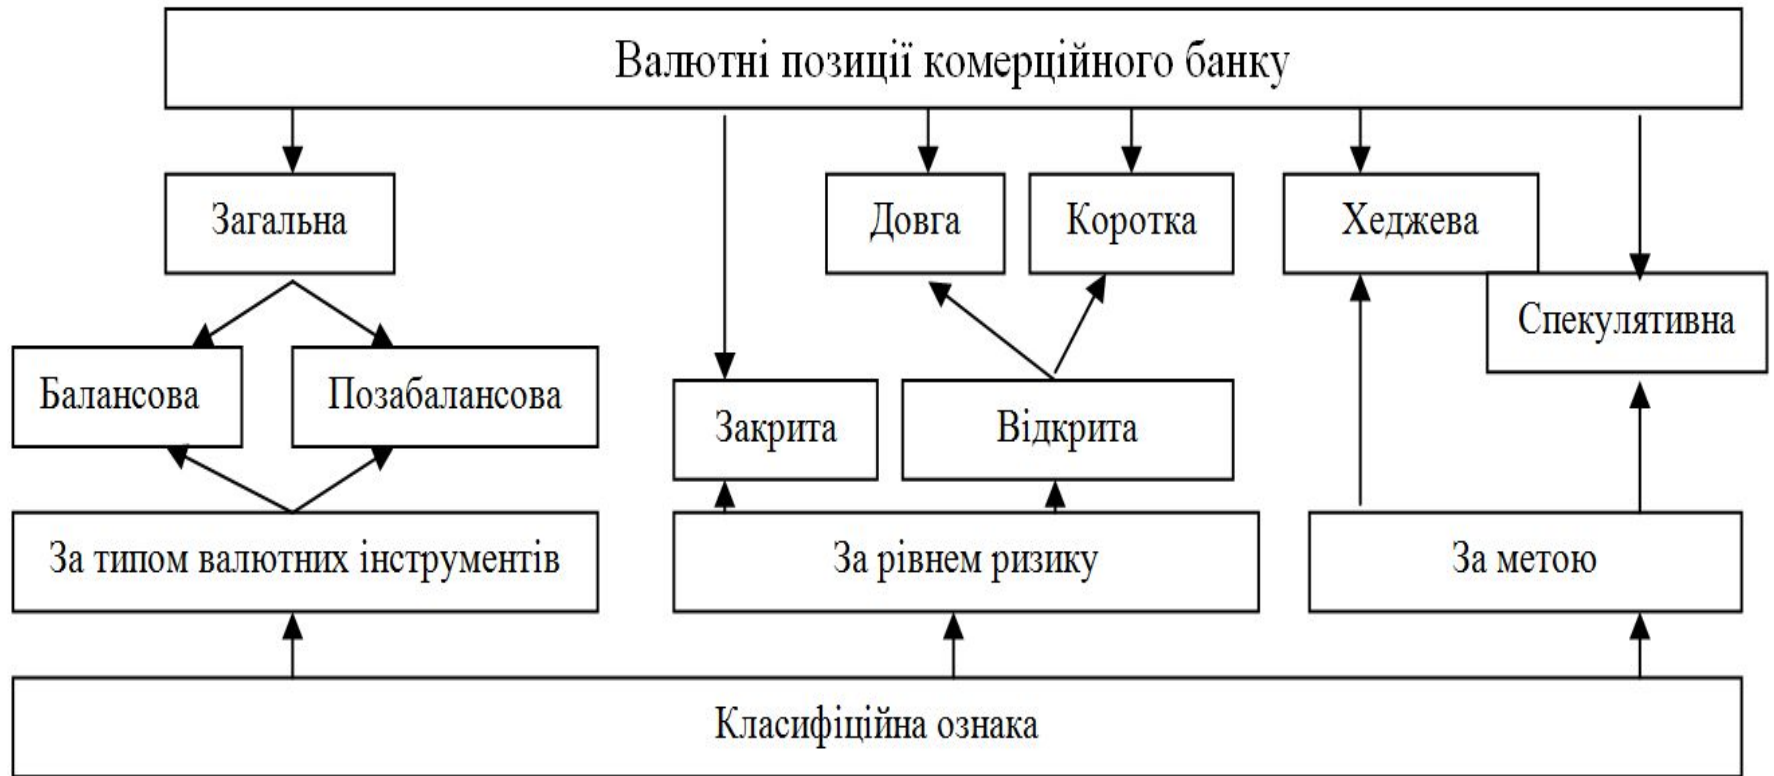 Валютні позиції комерційного банку
Загальна
Довга
Коротка
Хеджева
Спекулятивна
Балансова
Позабалансова
Закрита
Відкрита
За типом валютних інструментів
За рівнем ризику
За метою
Класифіційна ознака